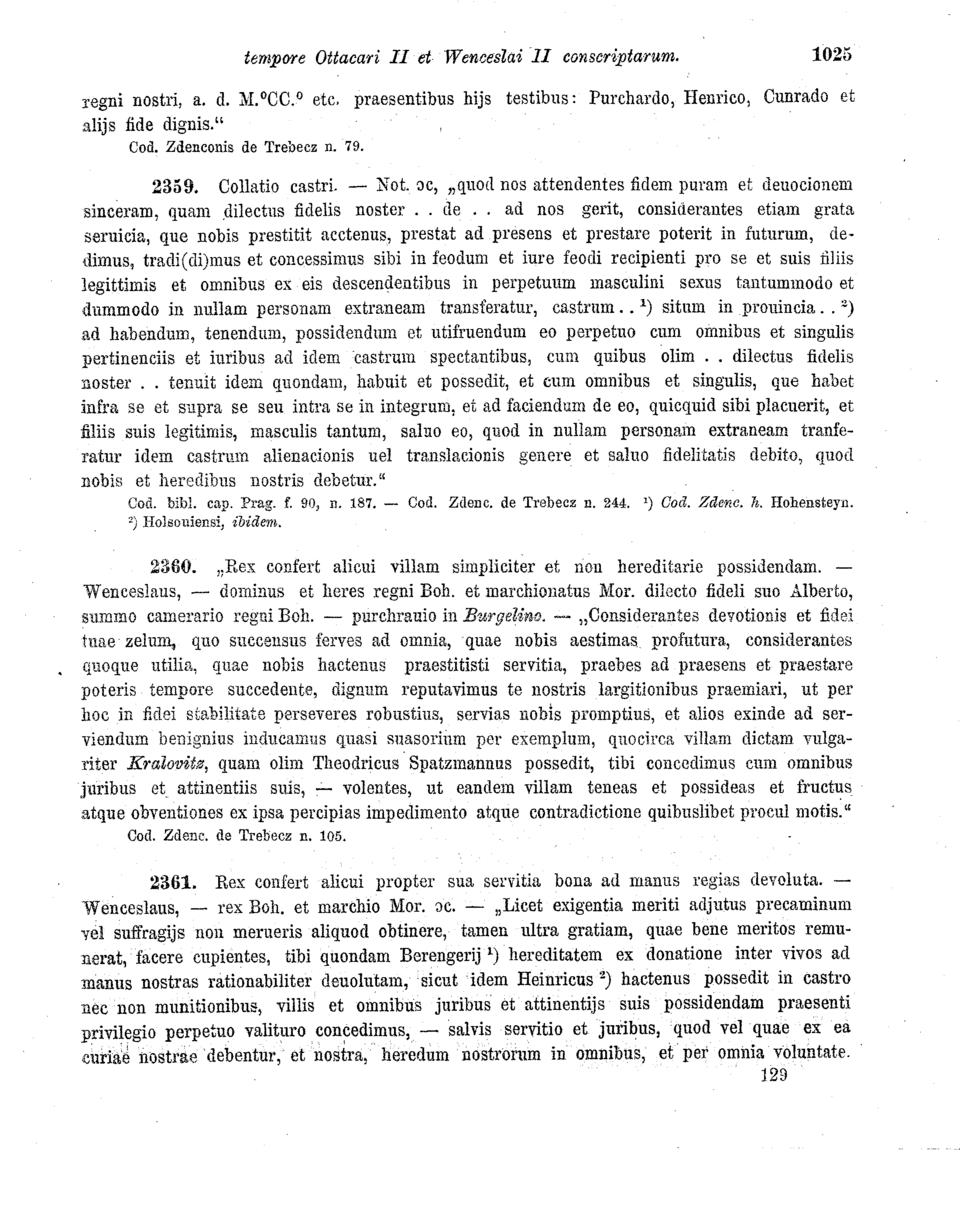 tempore Ottacari II et Wenceslai II conscriptarum. 1025
regni nostri, a. d. M.⁰CC.⁰ etc. praesentibus hijs testibus: Purchardo, Henrico, Cunrado et
alijs fide dignis.“
Cod. Zdenconis de Trebecz n. 79.
2359. Collatio castri. — Not. ɔc, „quod nos attendentes fidem puram et deuocionem
sinceram, quam dilectus fidelis noster . . de . . ad nos gerit, considerantes etiam grata
seruicia, que nobis prestitit acctenus, prestat ad presens et prestare poterit in futurum, de-
dimus, tradi(di)mus et concessimus sibi in feodum et iure feodi recipienti pro se et suis filiis
legittimis et omnibus ex eis descendentibus in perpetuum masculini sexus tantummodo et
dummodo in nullam personam extraneam transferatur, castrum . . ¹) situm in prouincia . . ²)
ad habendum, tenendum, possidendum et utifruendum eo perpetuo cum omnibus et singulis
pertinenciis et iuribus ad idem castrum spectantibus, cum quibus olim . . dilectus fidelis
noster . . tenuit idem quondam, habuit et possedit, et cum omnibus et singulis, que habet
infra se et supra se seu intra se in integrum, et ad faciendum de eo, quicquid sibi placuerit, et
filiis suis legitimis, masculis tantum, saluo eo, quod in nullam personam extraneam tranfe-
ratur idem castrum alienacionis uel translacionis genere et saluo fidelitatis debito, quod
nobis et heredibus nostris debetur.“
Cod. bibl. cap. Prag. f. 90, n. 187. — Cod. Zdenc. de Trebecz n. 244. ¹) Cod. Zdenc. h. Hohensteyn.
²) Holsouiensi, ibidem.
2360. „Rex confert alicui villam simpliciter et non hereditarie possidendam. —
Wenceslaus, — dominus et heres regni Boh. et marchionatus Mor. dilecto fideli suo Alberto,
summo camerario regni Boh. — purchrauio in Burgelino. — „Considerantes devotionis et fidei
tuae zelum, quo succensus ferves ad omnia, quae nobis aestimas profutura, considerantes
quoque utilia, quae nobis hactenus praestitisti servitia, praebes ad praesens et praestare
poteris tempore succedente, dignum reputavimus te nostris largitionibus praemiari, ut per
hoc in fidei stabilitate perseveres robustius, servias nobis promptius, et alios exinde ad ser-
viendum benignius inducamus quasi suasorium per exemplum, quocirca villam dictam vulga-
riter Kralovitz, quam olim Theodricus Spatzmannus possedit, tibi concedimus cum omnibus
juribus et attinentiis suis, — volentes, ut eandem villam teneas et possideas et fructus
atque obventiones ex ipsa percipias impedimento atque contradictione quibuslibet procul motis.“
Cod. Zdenc. de Trebecz n. 105.
2361. Rex confert alicui propter sua servitia bona ad manus regias devoluta. —
Wenceslaus, — rex Boh. et marchio Mor. ɔc. — „Licet exigentia meriti adjutus precaminum
vel suffragijs non merueris aliquod obtinere, tamen ultra gratiam, quae bene meritos remu-
nerat, facere cupientes, tibi quondam Berengerij ¹) hereditatem ex donatione inter vivos ad
manus nostras rationabiliter deuolutam, sicut idem Heinricus ²) hactenus possedit in castro
nec non munitionibus, villis et omnibus juribus et attinentijs suis possidendam praesenti
privilegio perpetuo valituro concedimus, — salvis servitio et juribus, quod vel quae ex ea
curiae nostrae debentur, et nostra, heredum nostrorum in omnibus, et per omnia voluntate.
129